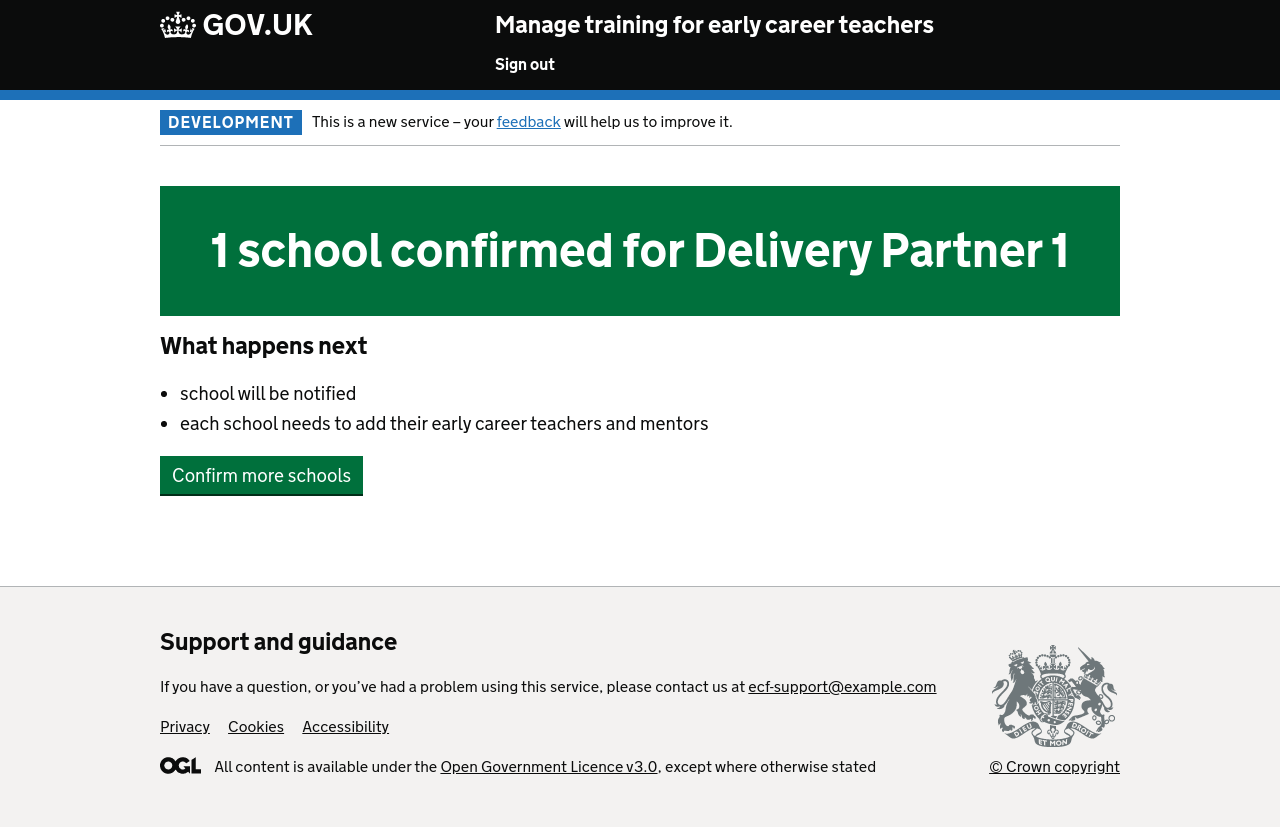 GOV.UK
Manage training for early career teachers
Sign out
DEVELOPMENT This is a new service – your feedback will help us to improve it.
1 school confirmed for Delivery Partner 1
What happens next
• school will be notified
• each school needs to add their early career teachers and mentors
Confirm more schools
Support and guidance
If you have a question, or you’ve had a problem using this service, please contact us at ecf-support@example.com
Privacy Cookies Accessibility
OGL All content is available under the Open Government Licence v3.0, except where otherwise stated
DIEU ET MON DROIT
© Crown copyright